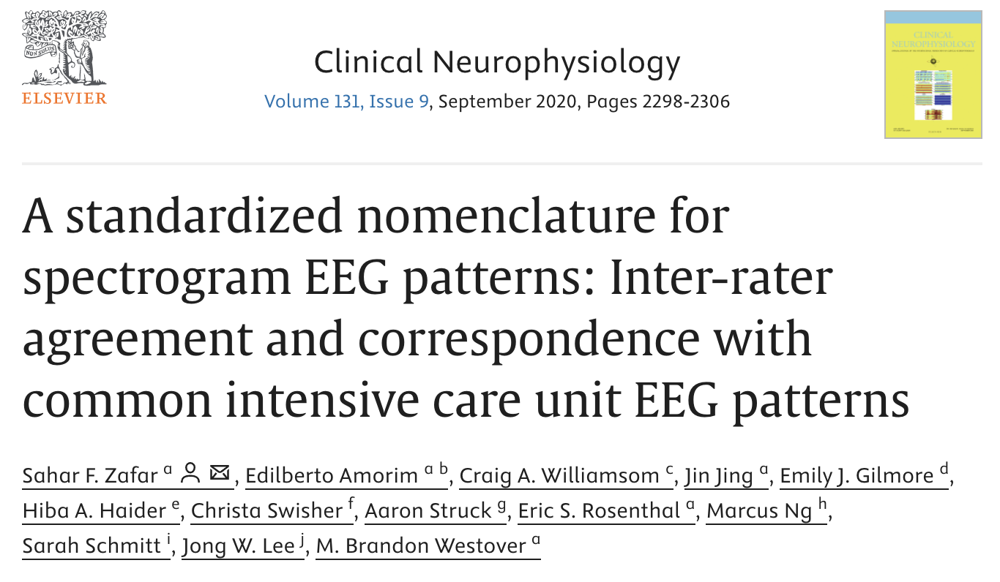 NON SOLUS
ELSEVIER
Clinical Neurophysiology
Volume 131, Issue 9, September 2020, Pages 2298-2306
CLINICAL
NEUROPHYSIOLOGY
A standardized nomenclature for
spectrogram EEG patterns: Inter-rater
agreement and correspondence with
common intensive care unit EEG patterns
Sahar F. Zafar a, Edilberto Amorim a b, Craig A. Williamsom c, Jin Jing a, Emily J. Gilmore d,
Hiba A. Haider e, Christa Swisher f, Aaron Struck g, Eric S. Rosenthal a, Marcus Ng h,
Sarah Schmitt i, Jong W. Lee j, M. Brandon Westover a